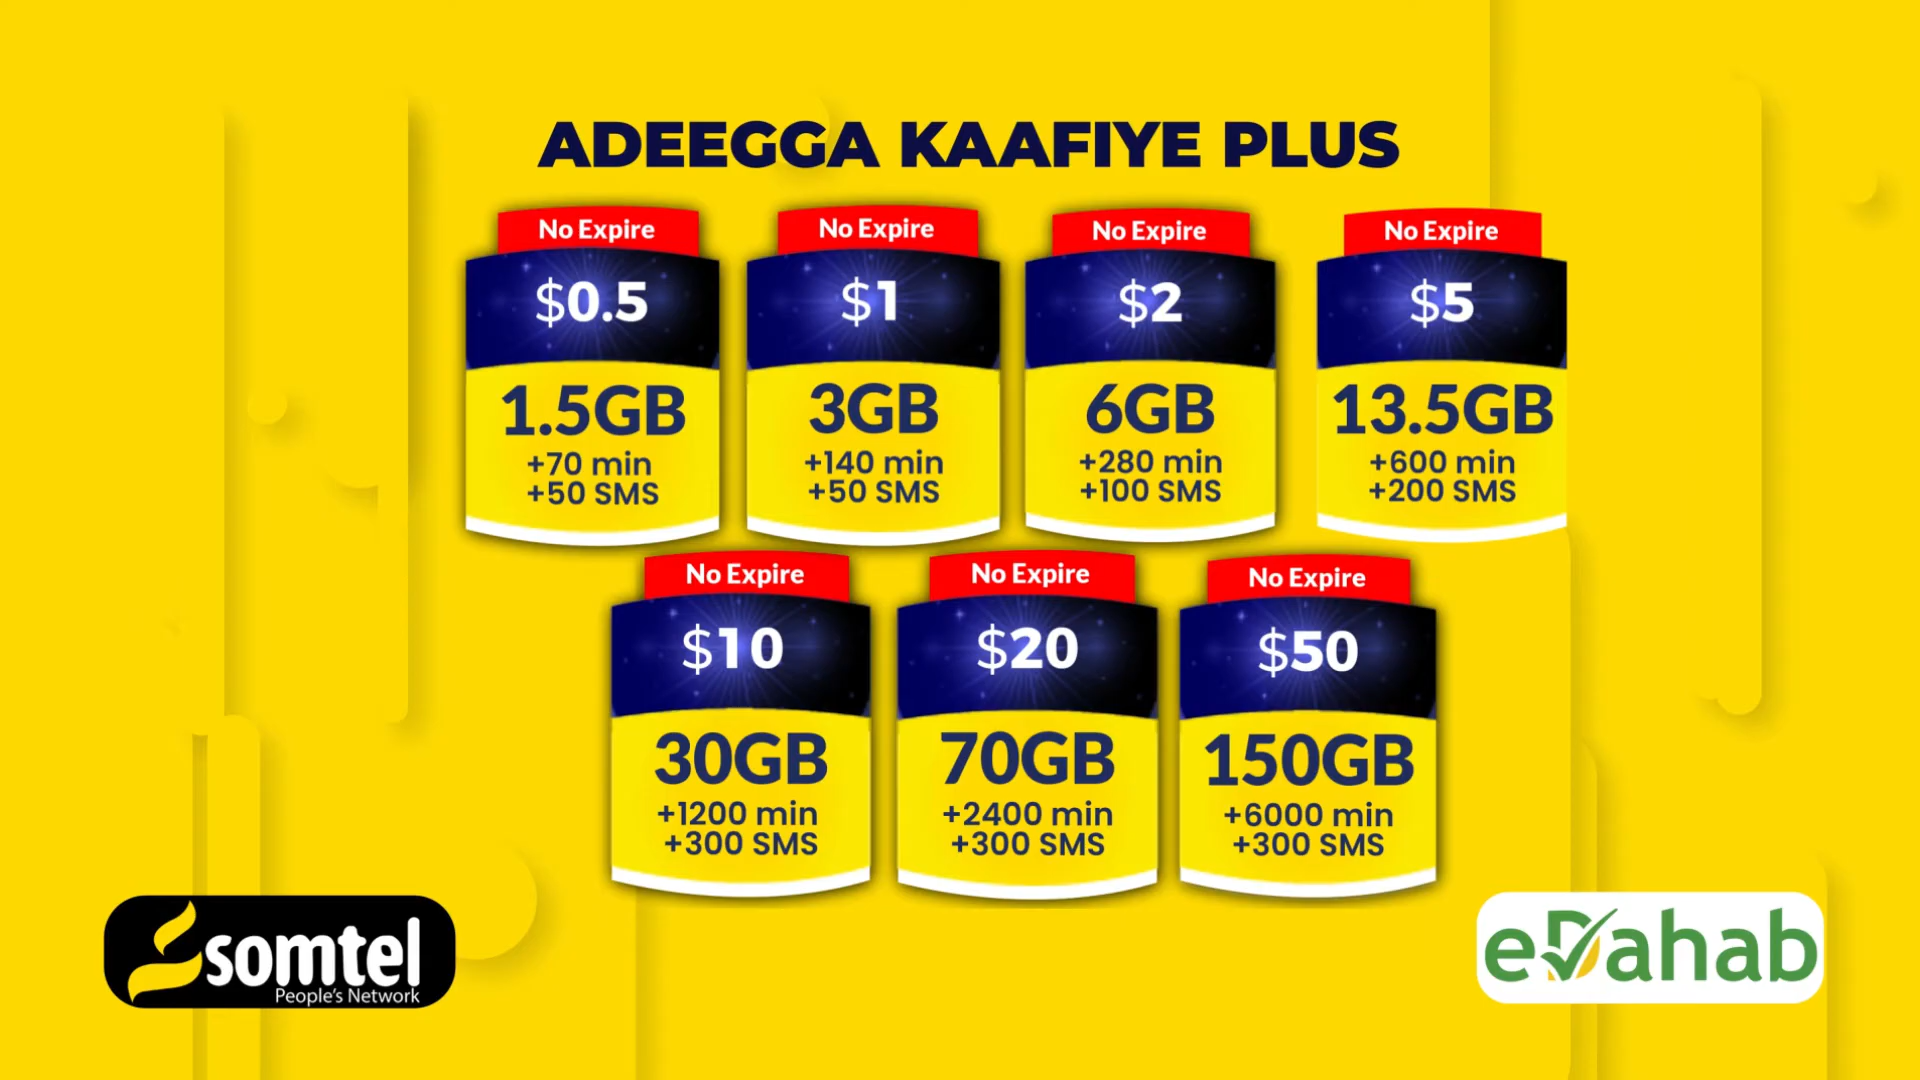 ADEEGGA KAAFIYE PLUS
No Expire
$0.5
1.5GB
+70 min
+50 SMS
No Expire
$1
3GB
+140 min
+50 SMS
No Expire
$2
6GB
+280 min
+100 SMS
No Expire
$5
13.5GB
+600 min
+200 SMS
No Expire
$10
30GB
+1200 min
+300 SMS
No Expire
$20
70GB
+2400 min
+300 SMS
No Expire
$50
150GB
+6000 min
+300 SMS
somtel
People's Network
eDahab